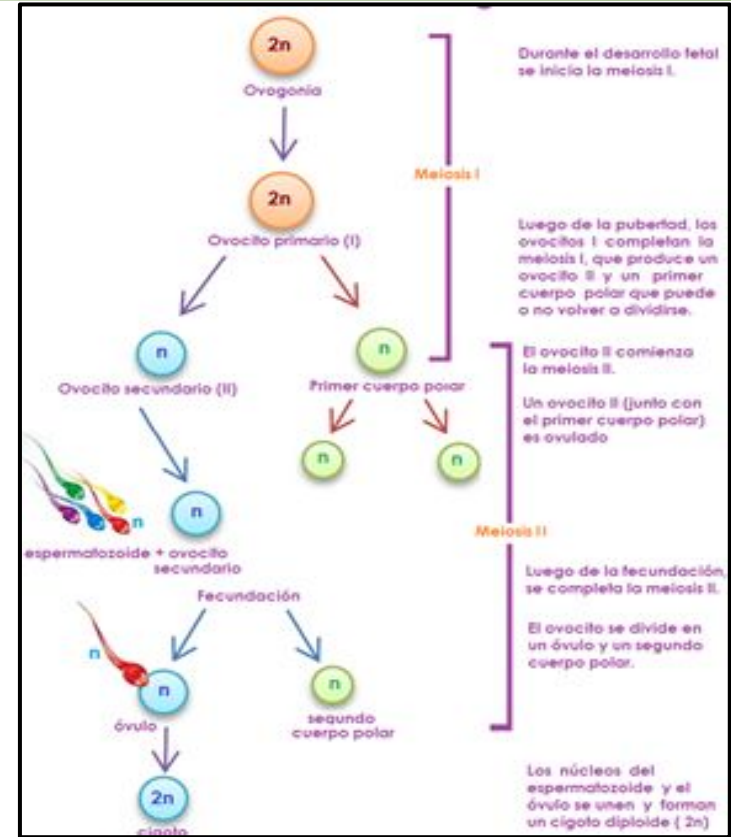 2n
Ovogonia
2n
Ovocito primario (I)
Meiosis I
Durante el desarrollo fetal
se inicia la meiosis I.
Luego de la pubertad, los
ovocitos I completan la
meiosis I, que produce un
ovocito II y un primer
cuerpo polar que puede
o no volver a dividirse.
n
Ovocito secundario (II)
n
Primer cuerpo polar
n
n
El ovocito II comienza
la meiosis II.
Un ovocito II (junto con
el primer cuerpo polar)
es ovulado
n
n
espermatozoide + ovocito
secundario
Meiosis II
Fecundación
Luego de la fecundación,
se completa la meiosis II.
El ovocito se divide en
un óvulo y un segundo
cuerpo polar.
n
n
óvulo
n
segundo
cuerpo polar
2n
cigoto
Los núcleos del
espermatozoide y el
óvulo se unen y forman
un cigoto diploide ( 2n)